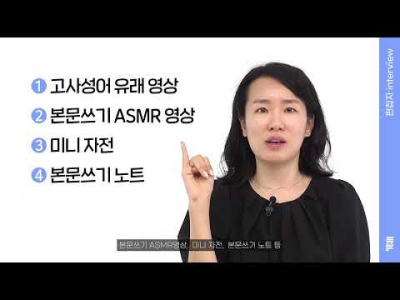 1 고사성어 유래 영상
2 본문쓰기 ASMR 영상
3 미니 자전
4 본문쓰기 노트
편집자 interview
본문쓰기 ASMR영상, 미니 자전, 본문쓰기 노트 등